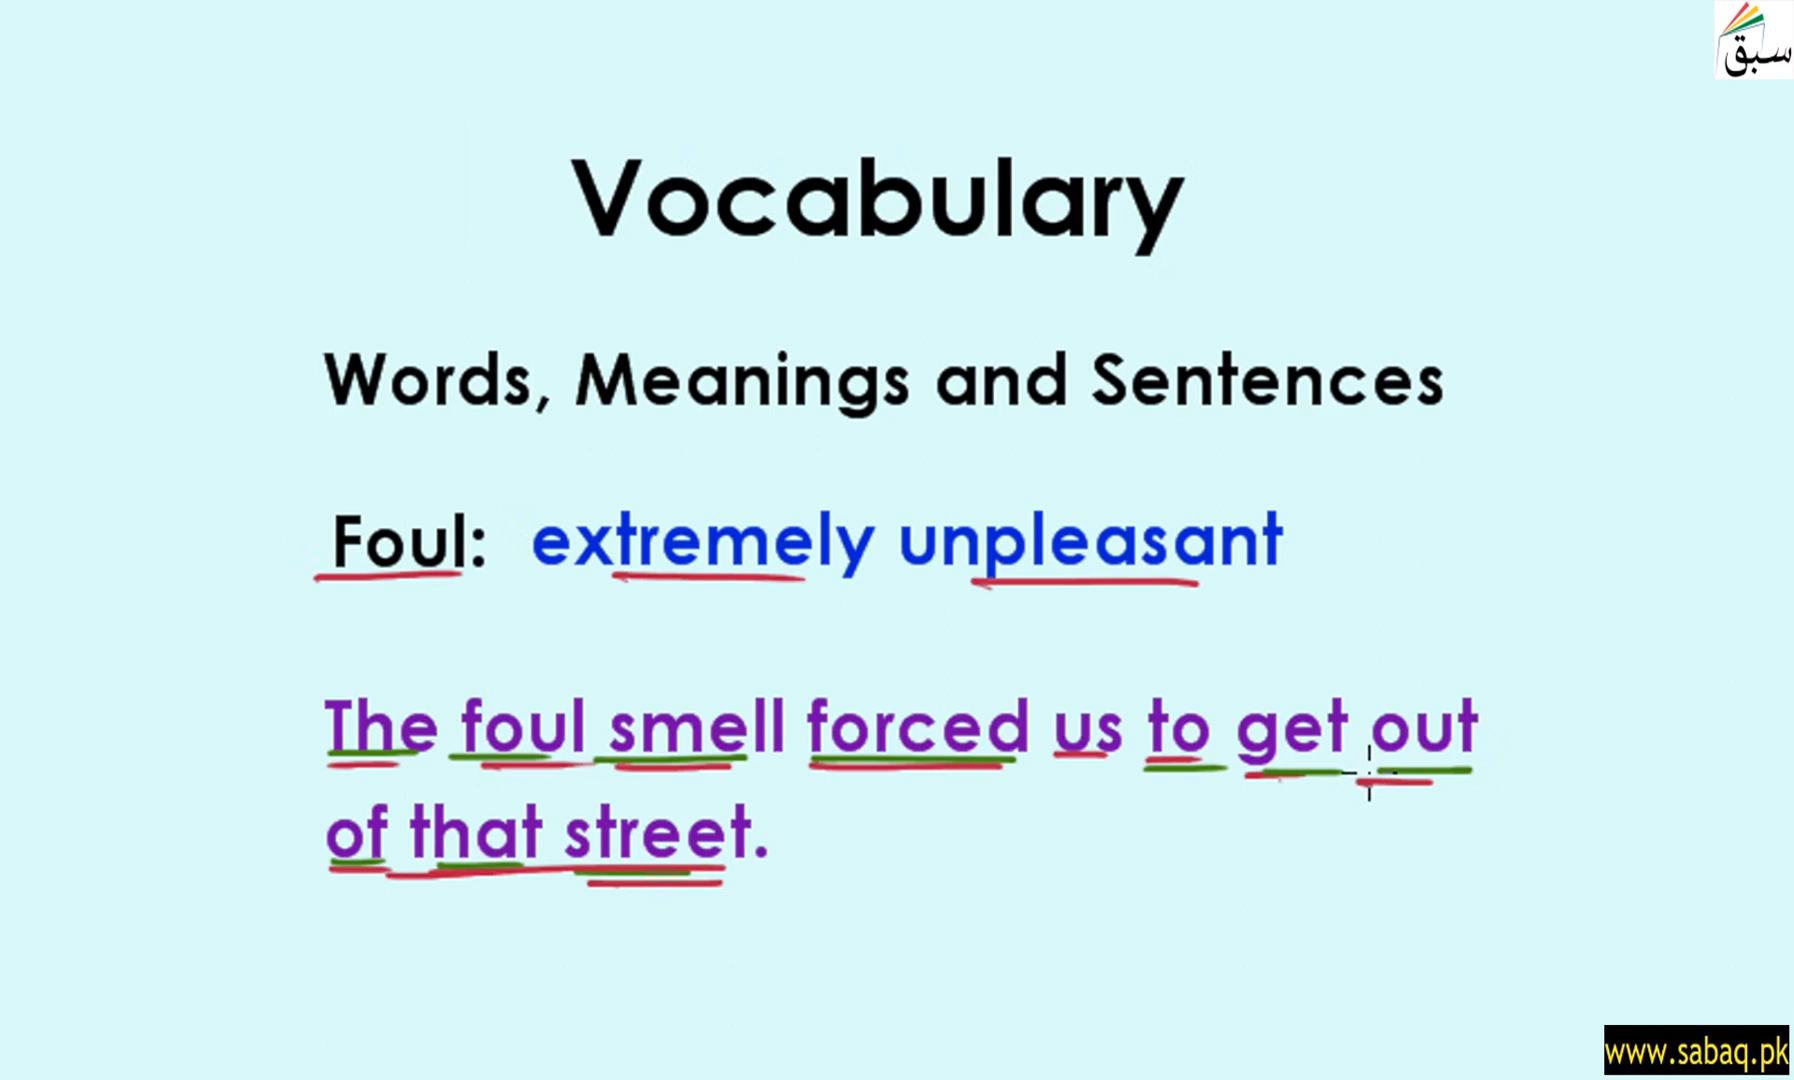 سبق
Vocabulary
Words, Meanings and Sentences
Foul: extremely unpleasant
The foul smell forced us to get out
of that street.
www.sabaq.pk